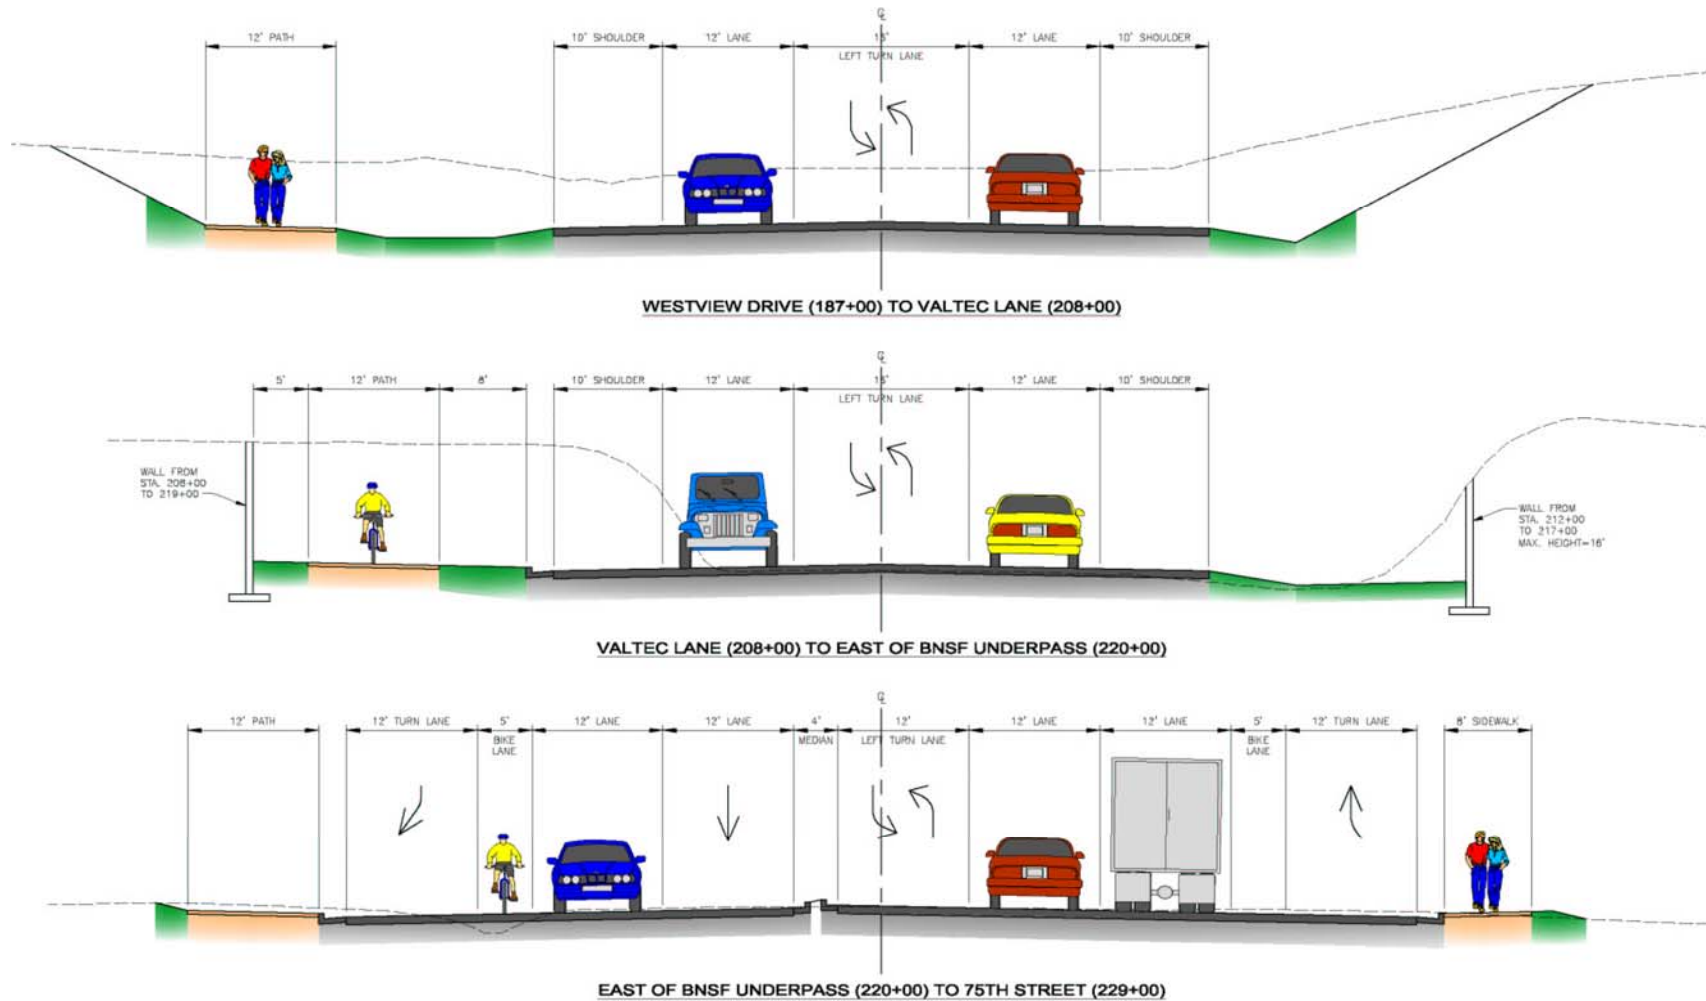 ℄
12' PATH 10' SHOULDER 12' LANE 16' 12' LANE 10' SHOULDER
LEFT TURN LANE
WESTVIEW DRIVE (187+00) TO VALTEC LANE (208+00)
℄
5' 12' PATH 8' 10' SHOULDER 12' LANE 16' 12' LANE 10' SHOULDER
LEFT TURN LANE
WALL FROM
STA. 208+00
TO 219+00
WALL FROM
STA. 212+00
TO 217+00
MAX. HEIGHT=16'
VALTEC LANE (208+00) TO EAST OF BNSF UNDERPASS (220+00)
℄
12' PATH 12' TURN LANE 5' 12' LANE 12' LANE 4' 12' 12' LANE 12' LANE 5' 12' TURN LANE 8' SIDEWALK
BIKE MEDIAN LEFT TURN LANE BIKE
LANE LANE
EAST OF BNSF UNDERPASS (220+00) TO 75TH STREET (229+00)